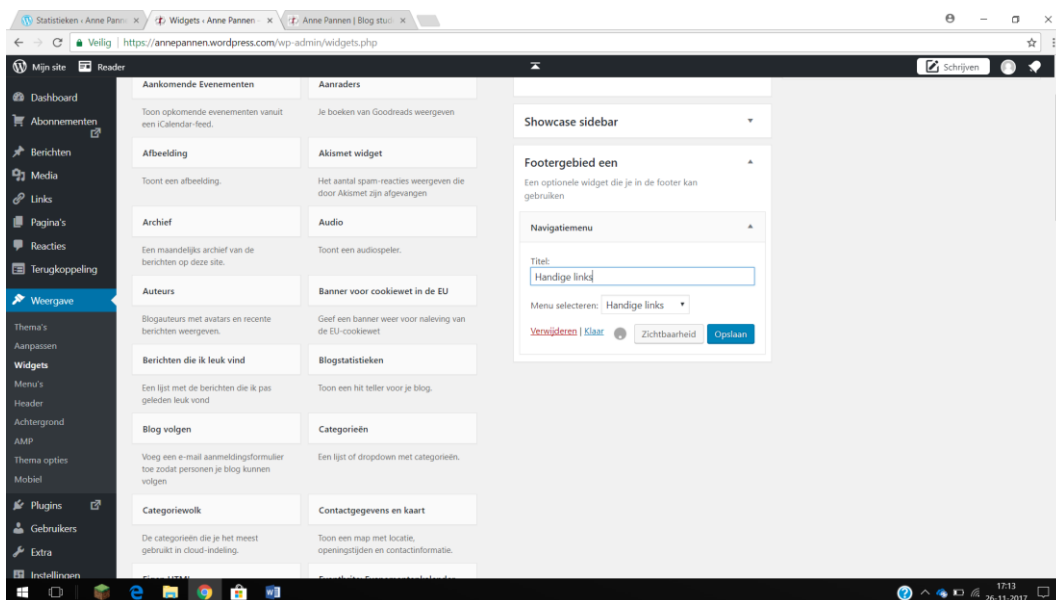 Statistieken ‹ Anne Pann
Widgets ‹ Anne Pannen –
Anne Pannen | Blog stud
Veilig | https://annepannen.wordpress.com/wp-admin/widgets.php
Mijn site Reader Schrijven
Dashboard
Abonnementen
Berichten
Media
Links
Pagina's
Reacties
Terugkoppeling
Weergave
Thema's
Aanpassen
Widgets
Menu's
Header
Achtergrond
AMP
Thema opties
Mobiel
Plugins
Gebruikers
Extra
Instellingen
Aankomende Evenementen
Toon opkomende evenementen vanuit
een iCalendar-feed.
Aanraders
Je boeken van Goodreads weergeven
Afbeelding
Toont een afbeelding.
Akismet widget
Het aantal spam-reacties weergeven die
door Akismet zijn afgevangen
Archief
Een maandelijks archief van de
berichten op deze site.
Audio
Toont een audiospeler.
Auteurs
Blogauteurs met avatars en recente
berichten weergeven.
Banner voor cookiewet in de EU
Geef een banner weer voor naleving van
de EU-cookiewet
Berichten die ik leuk vind
Een lijst met de berichten die ik pas
geleden leuk vond
Blogstatistieken
Toon een hit teller voor je blog.
Blog volgen
Voeg een e-mail aanmeldingsformulier
toe zodat personen je blog kunnen
volgen
Categorieën
Een lijst of dropdown met categorieën.
Categoriewolk
De categorieën die je het meest
gebruikt in cloud-indeling.
Contactgegevens en kaart
Toon een map met locatie,
openingstijden en contactinformatie.
Showcase sidebar
Footergebied een
Een optionele widget die je in de footer kan
gebruiken
Navigatiemenu
Titel:
Handige links
Menu selecteren: Handige links
Verwijderen | Klaar Zichtbaarheid Opslaan
17:13
26-11-2017